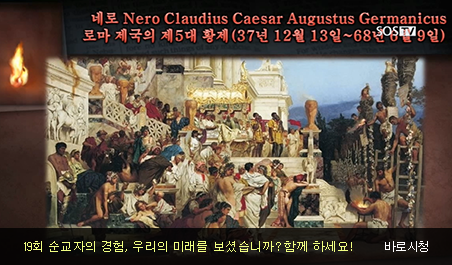 네로 Nero Claudius Caesar Augustus Germanicus
SOSTV
로마 제국의 제5대 황제(37년 12월 13일~68년 6월 9일)
19회 순교자의 경험, 우리의 미래를 보셨습니까?함께 하세요! 바로시청